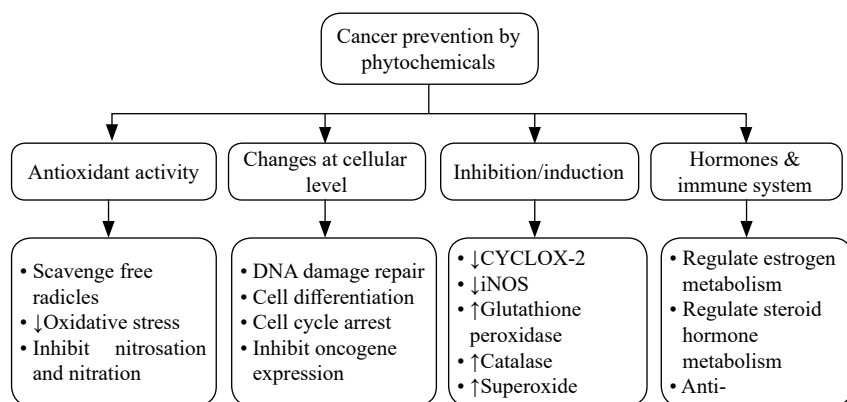 Cancer prevention by
phytochemicals
Antioxidant activity
Changes at cellular
level
Inhibition/induction
Hormones &
immune system
• Scavenge free
radicles
• ↓Oxidative stress
• Inhibit nitrosation
and nitration
• DNA damage repair
• Cell differentiation
• Cell cycle arrest
• Inhibit oncogene
expression
• ↓CYCLOX-2
• ↓iNOS
• ↑Glutathione
peroxidase
• ↑Catalase
• ↑Superoxide
• Regulate estrogen
metabolism
• Regulate steroid
hormone
metabolism
• Anti-